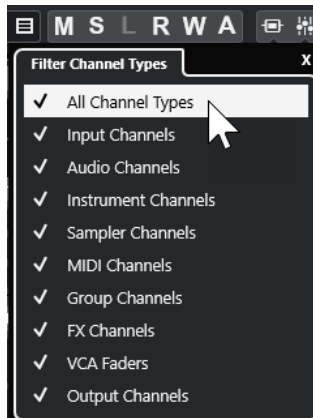 M S L R W A
Filter Channel Types X
All Channel Types
Input Channels
Audio Channels
Instrument Channels
Sampler Channels
MIDI Channels
Group Channels
FX Channels
VCA Faders
Output Channels